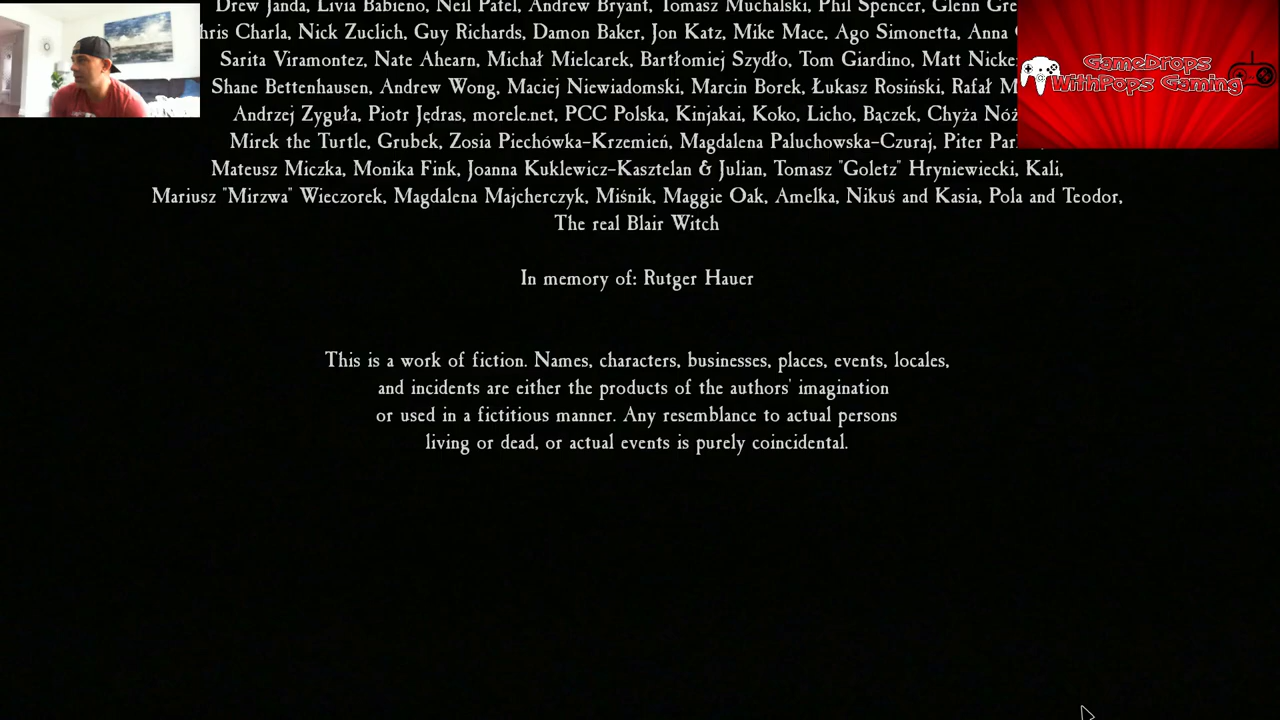 Drew Janda, Livia Babieno, Neil Patel, Andrew Bryant, Tomasz Muchalski, Phil Spencer, Glenn
Charla, Nick Zuclich, Guy Richards, Damon Baker, Jon Katz, Mike Mace, Ago Simonetta, Anna
Sarita Viramontez, Nate Ahearn, Michał Mielcarek, Bartłomiej Szydło, Tom Giardino, Matt
Shane Bettenhausen, Andrew Wong, Maciej Niewiadomski, Marcin Borek, Łukasz Rosiński, Rafał
Andrzej Zyguła, Piotr Jędras, morele.net, PCC Polska, Kinjakai, Koko, Licho, Bączek, Chyża
Mirek the Turtle, Grubek, Zosia Piechówka-Krzemień, Magdalena Paluchowska-Czuraj, Piter
Mateusz Miczka, Monika Fink, Joanna Kuklewicz-Kasztelan & Julian, Tomasz "Goletz" Hryniewiecki, Kali,
Mariusz "Mirzwa" Wieczorek, Magdalena Majcherczyk, Miśnik, Maggie Oak, Amelka, Nikuś and Kasia, Pola and Teodor,
The real Blair Witch
In memory of: Rutger Hauer
This is a work of fiction. Names, characters, businesses, places, events, locales,
and incidents are either the products of the authors' imagination
or used in a fictitious manner. Any resemblance to actual persons
living or dead, or actual events is purely coincidental.
GameDrops
WithPops Gaming